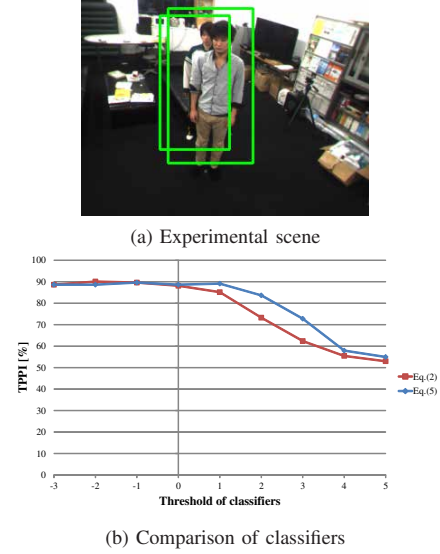 (a) Experimental scene
100
90
80
70
60
50
40
30
20
10
0
TPPI [%]
-3 -2 -1 0 1 2 3 4 5
Threshold of classifiers
Eq.(2)
Eq.(5)
(b) Comparison of classifiers